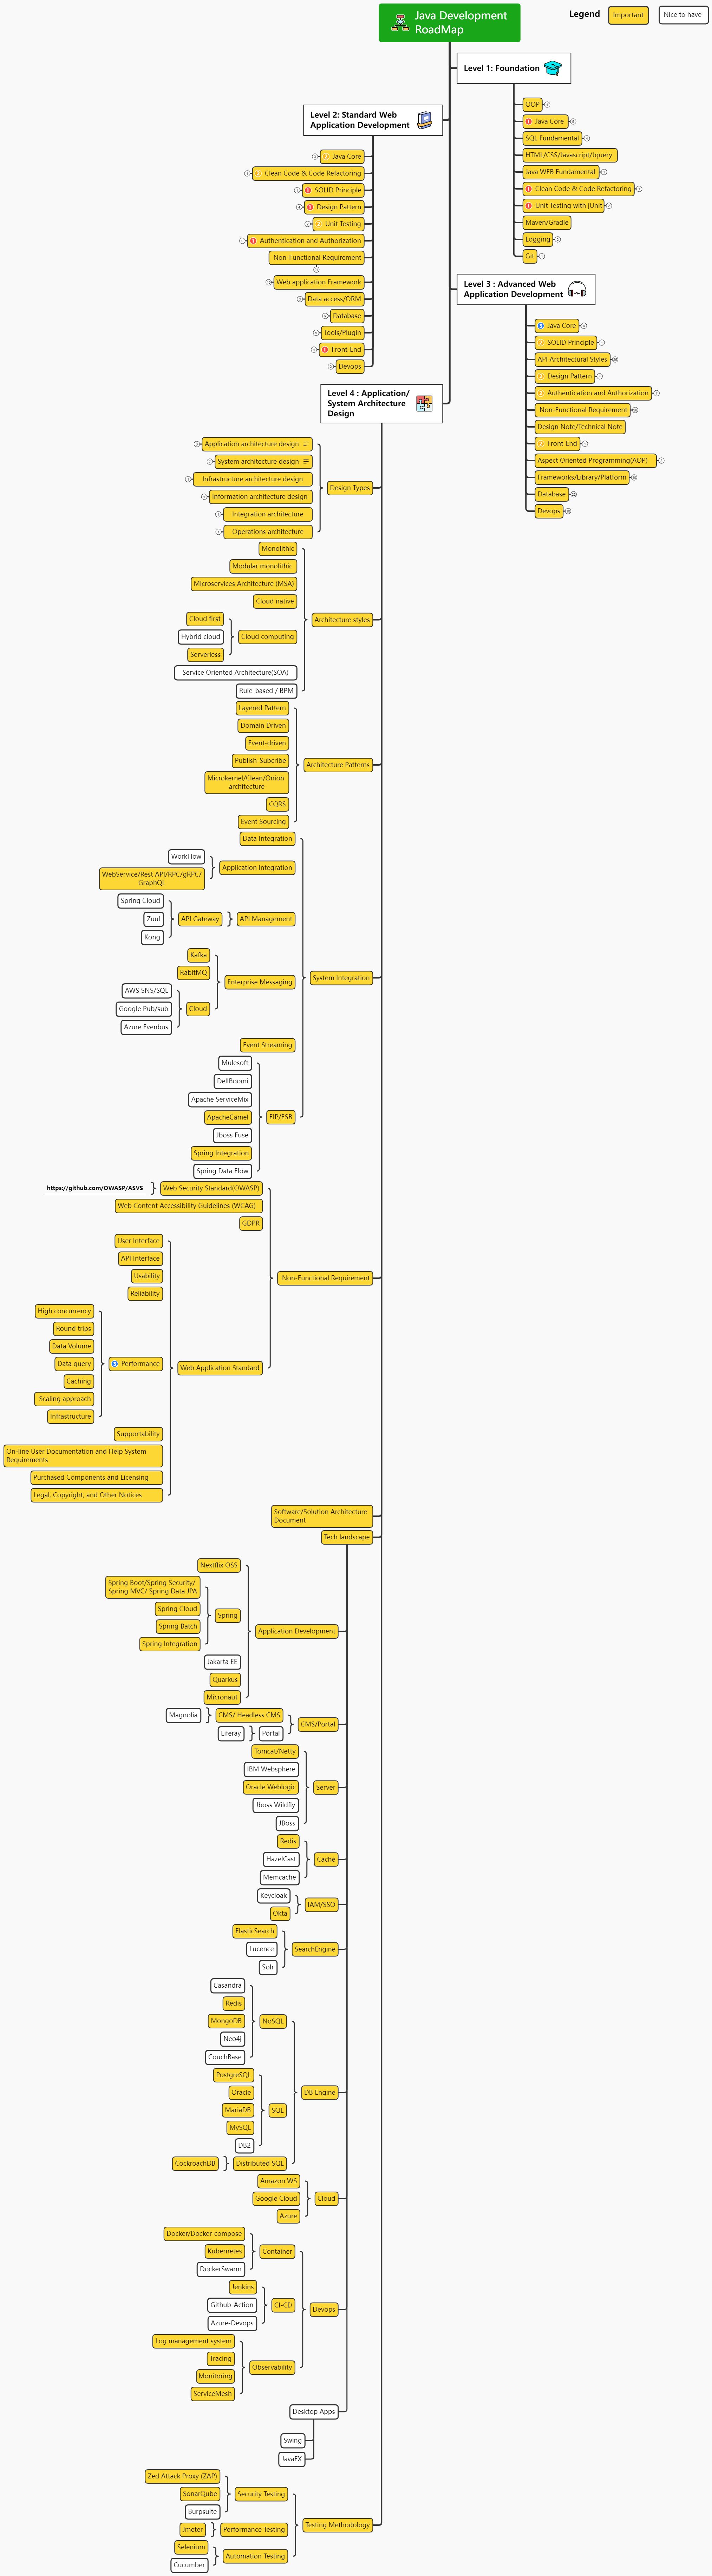 Java Development
RoadMap
Legend
Important
Nice to have
Level 1: Foundation
OOP
Java Core
SQL Fundamental
HTML/CSS/Javascript/Jquery
Java WEB Fundamental
Clean Code & Code Refactoring
Unit Testing with jUnit
Maven/Gradle
Logging
Git
Level 2: Standard Web
Application Development
Java Core
Clean Code & Code Refactoring
SOLID Principle
Design Pattern
Unit Testing
Authentication and Authorization
Non-Functional Requirement
Web application Framework
Data access/ORM
Database
Tools/Plugin
Front-End
Devops
Level 3 : Advanced Web
Application Development
Java Core
SOLID Principle
API Architectural Styles
Design Pattern
Authentication and Authorization
Non-Functional Requirement
Design Note/Technical Note
Front-End
Aspect Oriented Programming(AOP)
Frameworks/Library/Platform
Database
Devops
Level 4 : Application/
System Architecture
Design
Design Types
Application architecture design
System architecture design
Infrastructure architecture design
Information architecture design
Integration architecture
Operations architecture
Architecture styles
Monolithic
Modular monolithic
Microservices Architecture (MSA)
Cloud native
Cloud computing
Cloud first
Hybrid cloud
Serverless
Service Oriented Architecture(SOA)
Rule-based / BPM
Architecture Patterns
Layered Pattern
Domain Driven
Event-driven
Publish-Subcribe
Microkernel/Clean/Onion
architecture
CQRS
Event Sourcing
System Integration
Data Integration
Application Integration
WorkFlow
WebService/Rest API/RPC/gRPC/
GraphQL
API Management
API Gateway
Spring Cloud
Zuul
Kong
Enterprise Messaging
Kafka
RabitMQ
Cloud
AWS SNS/SQL
Google Pub/sub
Azure Evenbus
Event Streaming
EIP/ESB
Mulesoft
DellBoomi
Apache ServiceMix
ApacheCamel
Jboss Fuse
Spring Integration
Spring Data Flow
Non-Functional Requirement
Web Security Standard(OWASP)
https://github.com/OWASP/ASVS
Web Content Accessibility Guidelines (WCAG)
GDPR
Web Application Standard
User Interface
API Interface
Usability
Reliability
Performance
High concurrency
Round trips
Data Volume
Data query
Caching
Scaling approach
Infrastructure
Supportability
On-line User Documentation and Help System
Requirements
Purchased Components and Licensing
Legal, Copyright, and Other Notices
Software/Solution Architecture
Document
Tech landscape
Application Development
Nextflix OSS
Spring
Spring Boot/Spring Security/
Spring MVC/ Spring Data JPA
Spring Cloud
Spring Batch
Spring Integration
Jakarta EE
Quarkus
Micronaut
CMS/Portal
CMS/ Headless CMS
Magnolia
Portal
Liferay
Server
Tomcat/Netty
IBM Websphere
Oracle Weblogic
Jboss Wildfly
JBoss
Cache
Redis
HazelCast
Memcache
IAM/SSO
Keycloak
Okta
SearchEngine
ElasticSearch
Lucence
Solr
DB Engine
NoSQL
Casandra
Redis
MongoDB
Neo4j
CouchBase
SQL
PostgreSQL
Oracle
MariaDB
MySQL
DB2
Distributed SQL
CockroachDB
Cloud
Amazon WS
Google Cloud
Azure
Devops
Container
Docker/Docker-compose
Kubernetes
DockerSwarm
CI-CD
Jenkins
Github-Action
Azure-Devops
Observability
Log management system
Tracing
Monitoring
ServiceMesh
Desktop Apps
Swing
JavaFX
Testing Methodology
Security Testing
Zed Attack Proxy (ZAP)
SonarQube
Burpsuite
Performance Testing
Jmeter
Automation Testing
Selenium
Cucumber